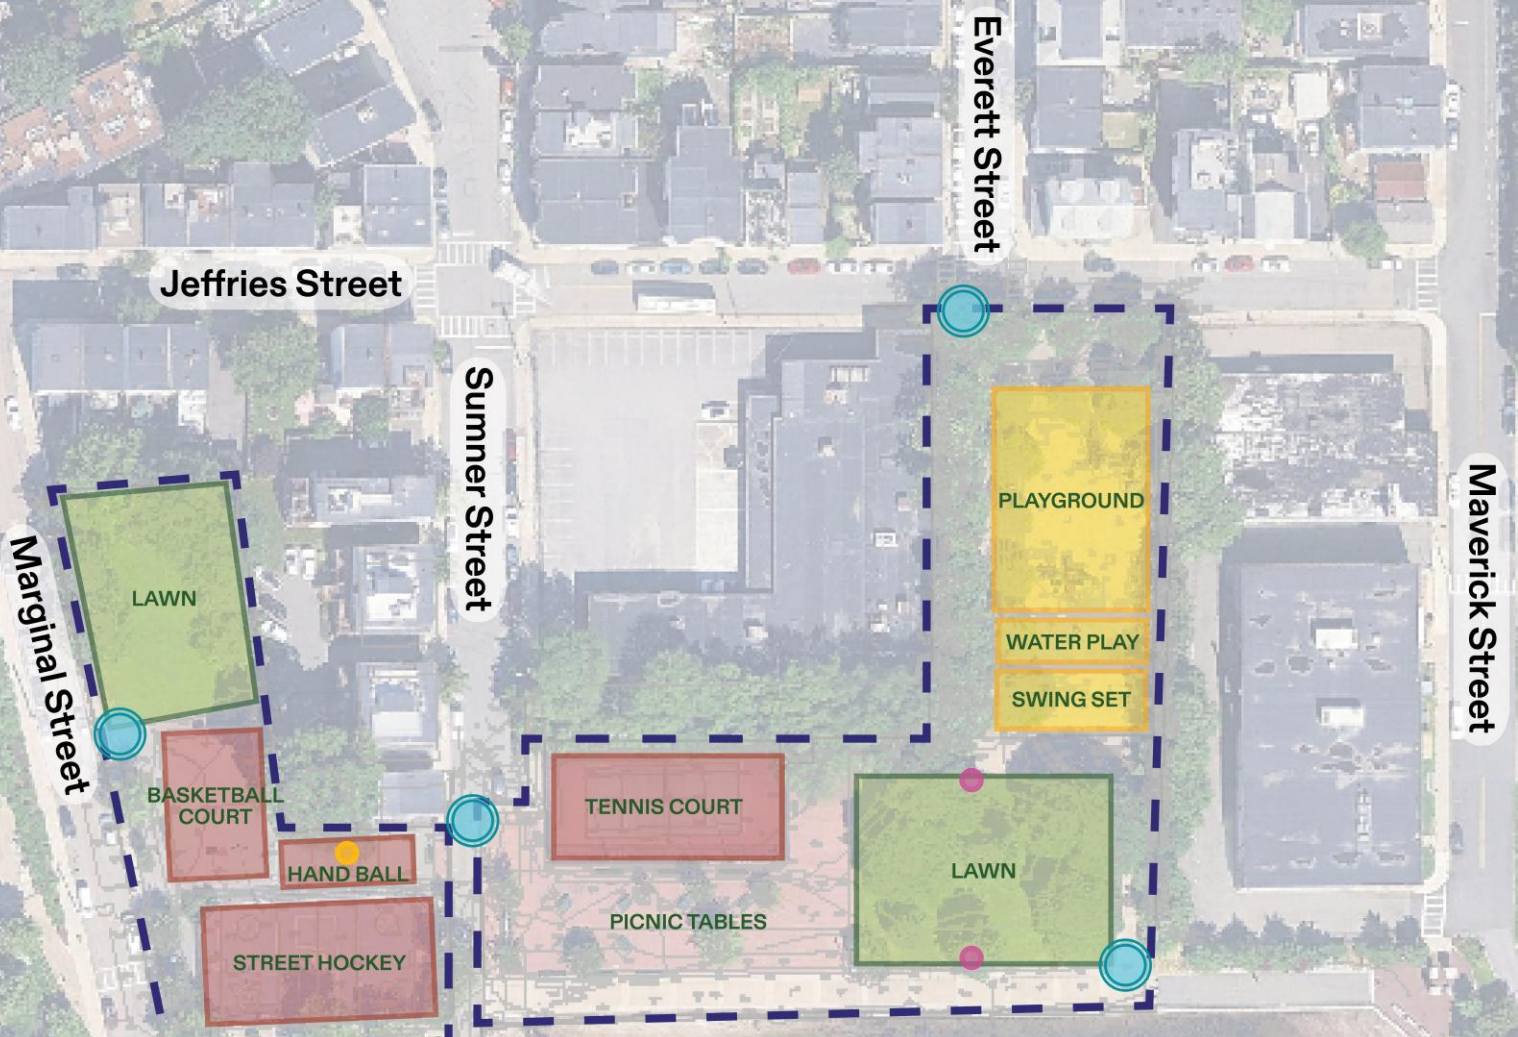 Everett Street
Jeffries Street
Sumner Street
Maverick Street
Marginal Street
PLAYGROUND
LAWN
WATER PLAY
SWING SET
BASKETBALL
COURT
TENNIS COURT
HAND BALL
LAWN
PICNIC TABLES
STREET HOCKEY